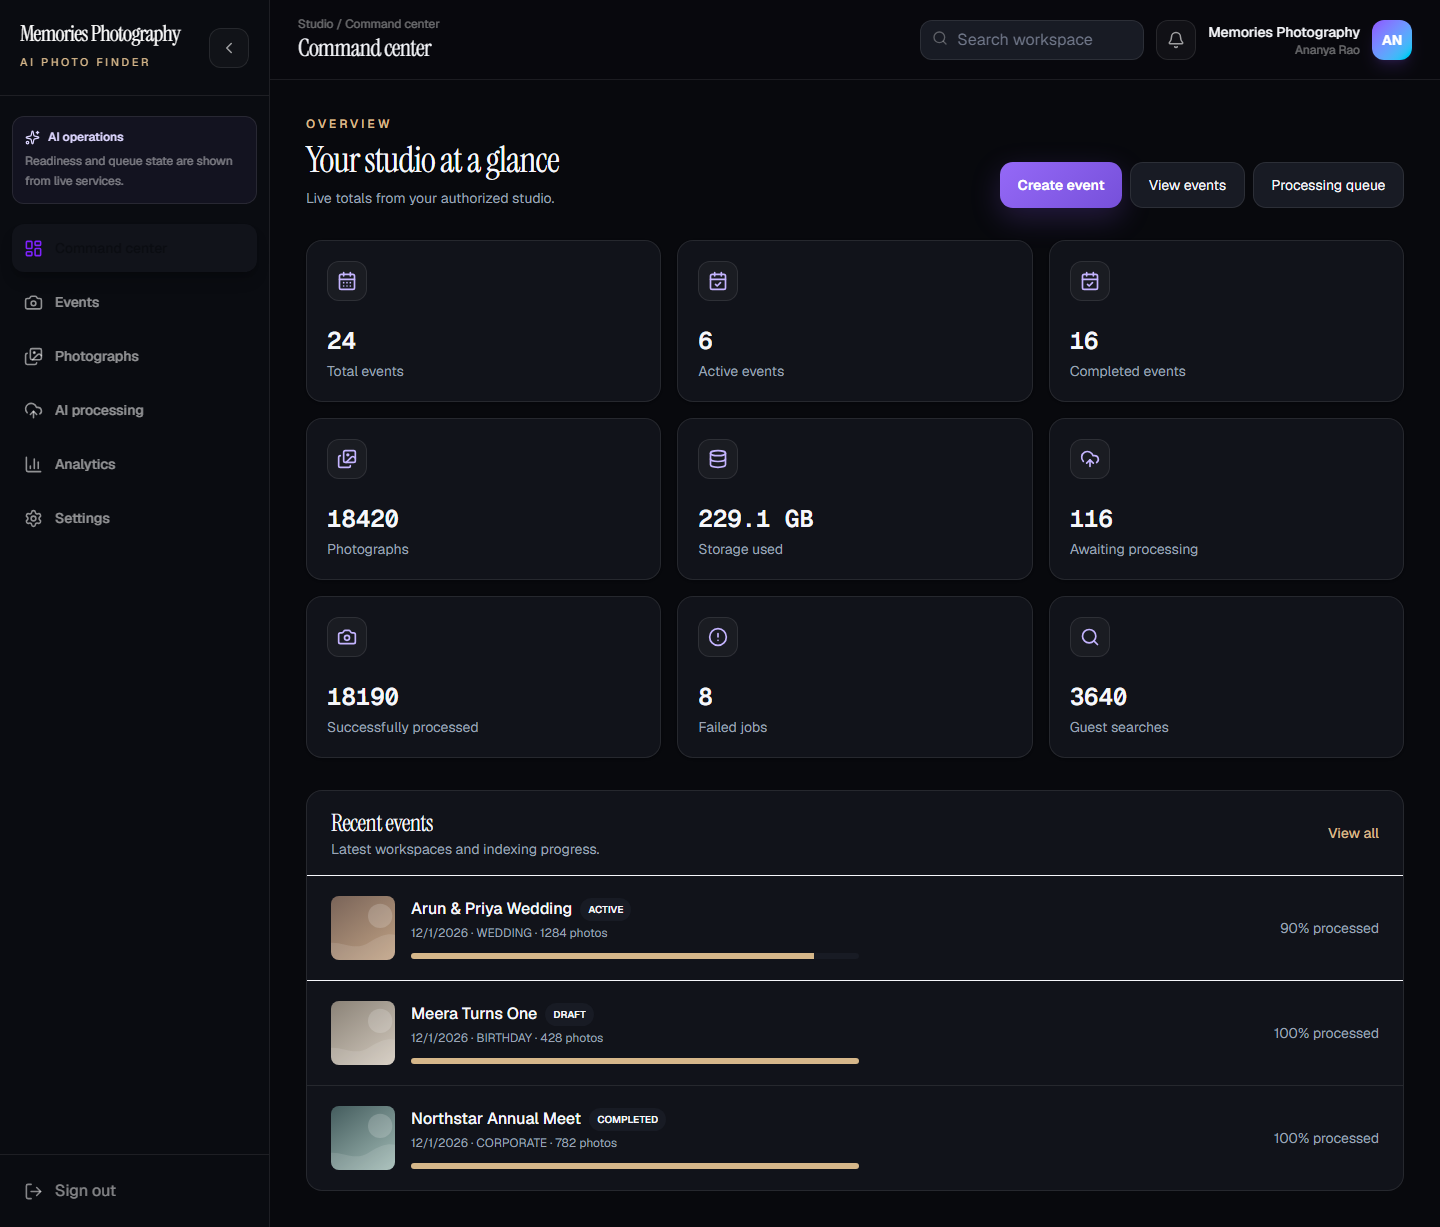 Memories Photography
AI PHOTO FINDER
AI operations
Readiness and queue state are shown
from live services.
Command center
Events
Photographs
AI processing
Analytics
Settings
Sign out
Studio / Command center
Command center
Search workspace
Memories Photography
Ananya Rao
AN
OVERVIEW
Your studio at a glance
Live totals from your authorized studio.
Create event
View events
Processing queue
24
Total events
6
Active events
16
Completed events
18420
Photographs
229.1 GB
Storage used
116
Awaiting processing
18190
Successfully processed
8
Failed jobs
3640
Guest searches
Recent events
Latest workspaces and indexing progress.
View all
Arun & Priya Wedding ACTIVE
12/1/2026 · WEDDING · 1284 photos
90% processed
Meera Turns One DRAFT
12/1/2026 · BIRTHDAY · 428 photos
100% processed
Northstar Annual Meet COMPLETED
12/1/2026 · CORPORATE · 782 photos
100% processed